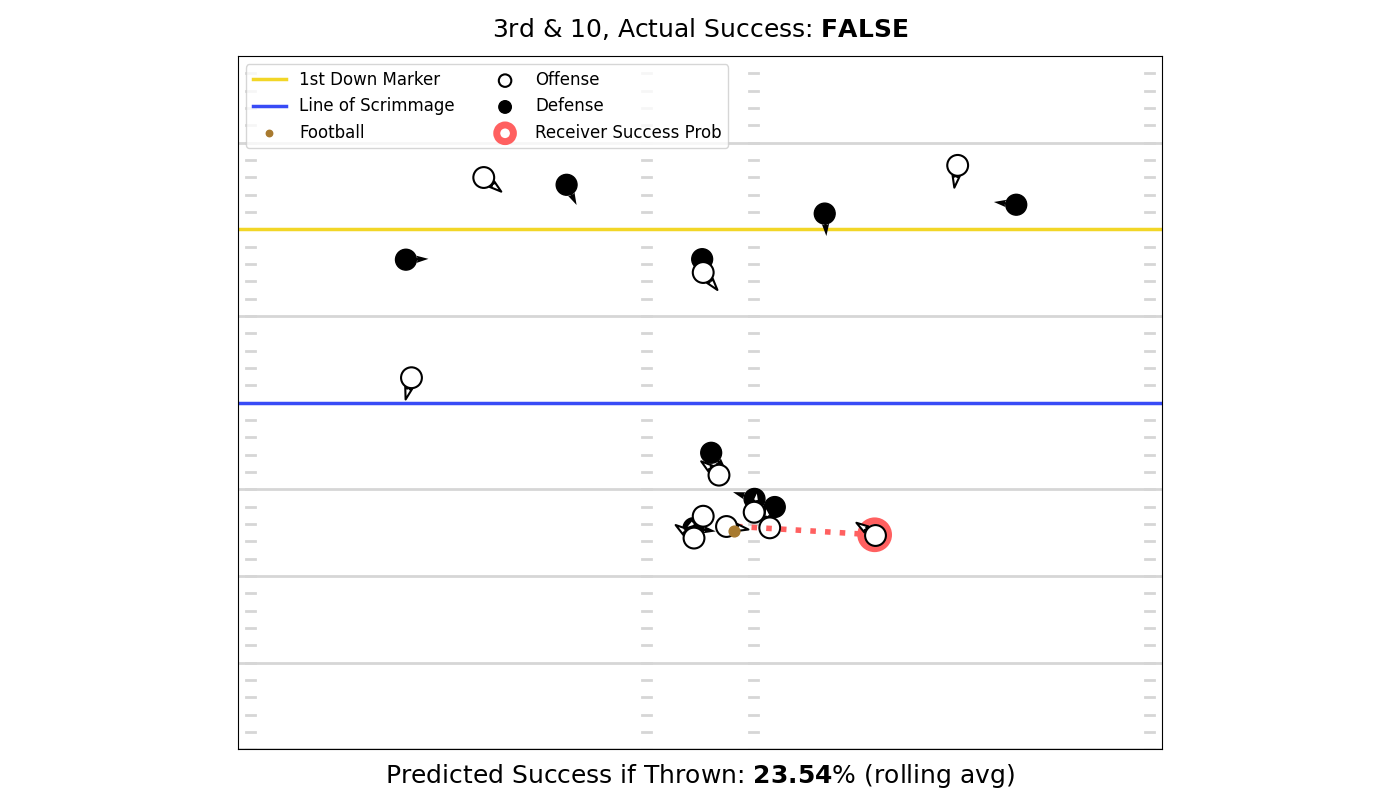 3rd & 10, Actual Success: FALSE
1st Down Marker
Line of Scrimmage
Football
Offense
Defense
Receiver Success Prob
Predicted Success if Thrown: 23.54% (rolling avg)